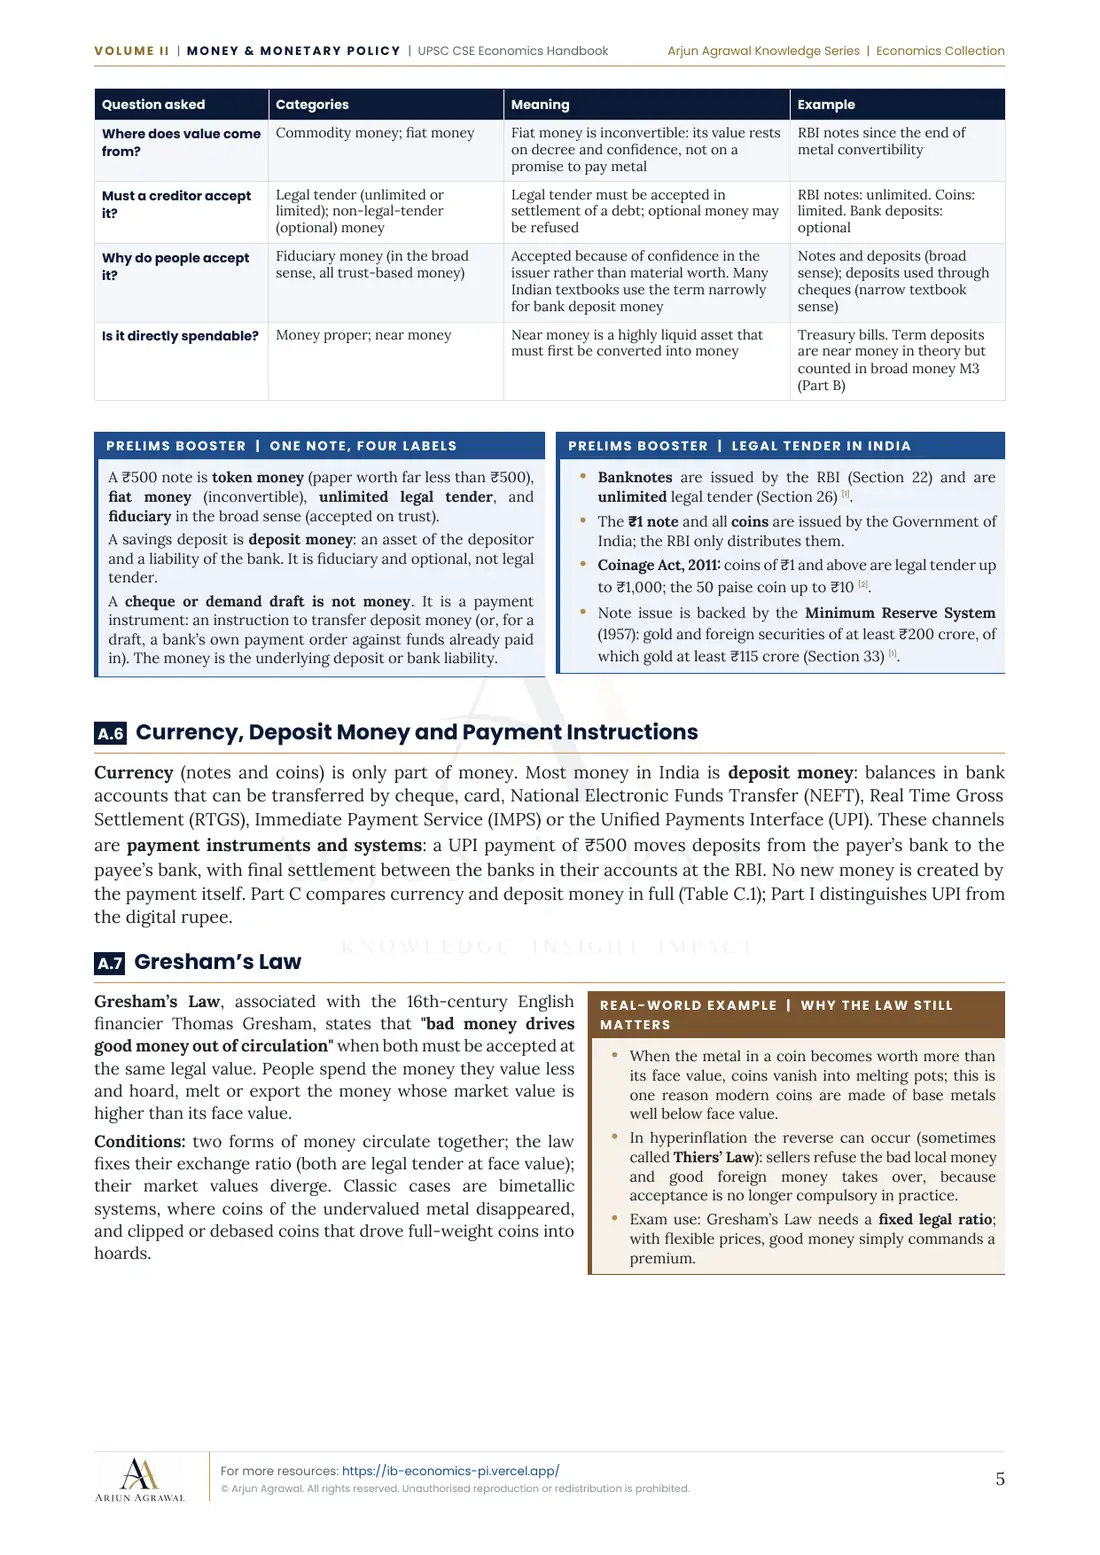 VOLUME II | MONEY & MONETARY POLICY | UPSC CSE Economics Handbook
Arjun Agrawal Knowledge Series | Economics Collection
Question asked
Categories
Meaning
Example
Where does value come
from?
Commodity money; fiat money
Fiat money is inconvertible: its value rests
on decree and confidence, not on a
promise to pay metal
RBI notes since the end of
metal convertibility
Must a creditor accept
it?
Legal tender (unlimited or
limited); non-legal-tender
(optional) money
Legal tender must be accepted in
settlement of a debt; optional money may
be refused
RBI notes: unlimited. Coins:
limited. Bank deposits:
optional
Why do people accept
it?
Fiduciary money (in the broad
sense, all trust-based money)
Accepted because of confidence in the
issuer rather than material worth. Many
Indian textbooks use the term narrowly
for bank deposit money
Notes and deposits (broad
sense); deposits used through
cheques (narrow textbook
sense)
Is it directly spendable?
Money proper; near money
Near money is a highly liquid asset that
must first be converted into money
Treasury bills. Term deposits
are near money in theory but
counted in broad money M3
(Part B)
PRELIMS BOOSTER | ONE NOTE, FOUR LABELS
A ₹500 note is token money (paper worth far less than ₹500),
fiat money (inconvertible), unlimited legal tender, and
fiduciary in the broad sense (accepted on trust).
A savings deposit is deposit money: an asset of the depositor
and a liability of the bank. It is fiduciary and optional, not legal
tender.
A cheque or demand draft is not money. It is a payment
instrument: an instruction to transfer deposit money (or, for a
draft, a bank's own payment order against funds already paid
in). The money is the underlying deposit or bank liability.
PRELIMS BOOSTER | LEGAL TENDER IN INDIA
• Banknotes are issued by the RBI (Section 22) and are
unlimited legal tender (Section 26) [1].
• The ₹1 note and all coins are issued by the Government of
India; the RBI only distributes them.
• Coinage Act, 2011: coins of ₹1 and above are legal tender up
to ₹1,000; the 50 paise coin up to ₹10 [2].
• Note issue is backed by the Minimum Reserve System
(1957): gold and foreign securities of at least ₹200 crore, of
which gold at least ₹115 crore (Section 33) [1].
A.6 Currency, Deposit Money and Payment Instructions
Currency (notes and coins) is only part of money. Most money in India is deposit money: balances in bank
accounts that can be transferred by cheque, card, National Electronic Funds Transfer (NEFT), Real Time Gross
Settlement (RTGS), Immediate Payment Service (IMPS) or the Unified Payments Interface (UPI). These channels
are payment instruments and systems: a UPI payment of ₹500 moves deposits from the payer's bank to the
payee's bank, with final settlement between the banks in their accounts at the RBI. No new money is created by
the payment itself. Part C compares currency and deposit money in full (Table C.1); Part I distinguishes UPI from
the digital rupee.
ARJUN AGRAWAL
KNOWLEDGE INSIGHT IMPACT
A.7 Gresham's Law
Gresham's Law, associated with the 16th-century English
financier Thomas Gresham, states that "bad money drives
good money out of circulation" when both must be accepted at
the same legal value. People spend the money they value less
and hoard, melt or export the money whose market value is
higher than its face value.
Conditions: two forms of money circulate together; the law
fixes their exchange ratio (both are legal tender at face value);
their market values diverge. Classic cases are bimetallic
systems, where coins of the undervalued metal disappeared,
and clipped or debased coins that drove full-weight coins into
hoards.
REAL-WORLD EXAMPLE | WHY THE LAW STILL
MATTERS
• When the metal in a coin becomes worth more than
its face value, coins vanish into melting pots; this is
one reason modern coins are made of base metals
well below face value.
• In hyperinflation the reverse can occur (sometimes
called Thiers' Law): sellers refuse the bad local money
and good foreign money takes over, because
acceptance is no longer compulsory in practice.
• Exam use: Gresham's Law needs a fixed legal ratio;
with flexible prices, good money simply commands a
premium.
ARJUN AGRAWAL
For more resources: https://ib-economics-pi.vercel.app/
© Arjun Agrawal. All rights reserved. Unauthorised reproduction or redistribution is prohibited.
5